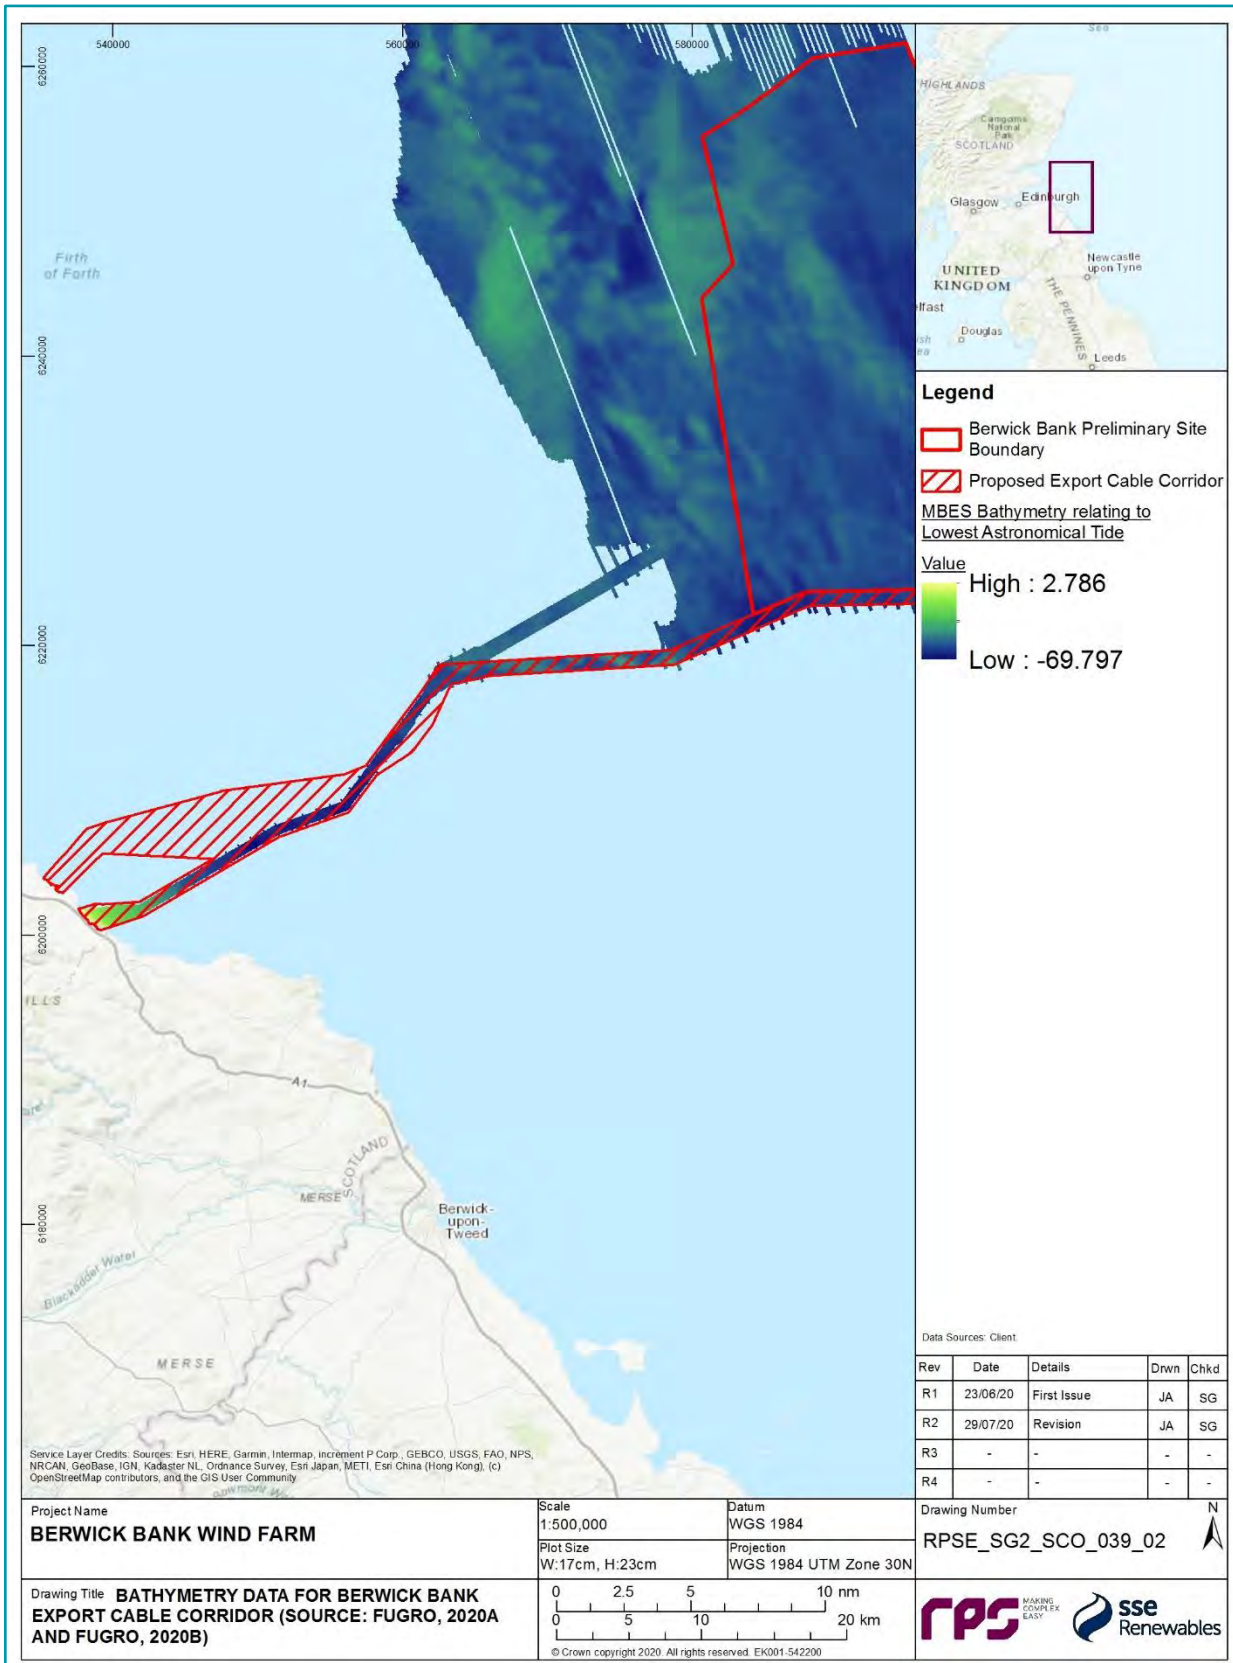 540000
560000
580000
6260000
6240000
6220000
6200000
6180000
Firth
of Forth
A1
SCOTLAND
MERSE
Berwick-
upon-
Tweed
Blackadder Water
MERSE
ILLS
Service Layer Credits: Sources: Esri, HERE, Garmin, Intermap, increment P Corp., GEBCO, USGS, FAO, NPS,
NRCAN, GeoBase, IGN, Kadaster NL, Ordnance Survey, Esri Japan, METI, Esri China (Hong Kong), (c)
OpenStreetMap contributors, and the GIS User Community
Sea
HIGHLANDS
Cairngorms
National
Park
SCOTLAND
Glasgow
Edinburgh
Newcastle
upon Tyne
UNITED
KINGDOM
THE PENNINES
lfast
Douglas
ish
ea
Leeds
Legend
Berwick Bank Preliminary Site
Boundary
Proposed Export Cable Corridor
MBES Bathymetry relating to
Lowest Astronomical Tide
Value
High : 2.786
Low : -69.797
Data Sources: Client.
Rev Date Details Drwn Chkd
R1 23/06/20 First Issue JA SG
R2 29/07/20 Revision JA SG
R3 - - - -
R4 - - - -
Project Name
BERWICK BANK WIND FARM
Scale
1:500,000
Datum
WGS 1984
Plot Size
W:17cm, H:23cm
Projection
WGS 1984 UTM Zone 30N
Drawing Number
RPSE_SG2_SCO_039_02
N
Drawing Title BATHYMETRY DATA FOR BERWICK BANK
EXPORT CABLE CORRIDOR (SOURCE: FUGRO, 2020A
AND FUGRO, 2020B)
0 2.5 5 10 nm
0 5 10 20 km
© Crown copyright 2020. All rights reserved. EK001-542200
rps
MAKING
COMPLEX
EASY
sse
Renewables